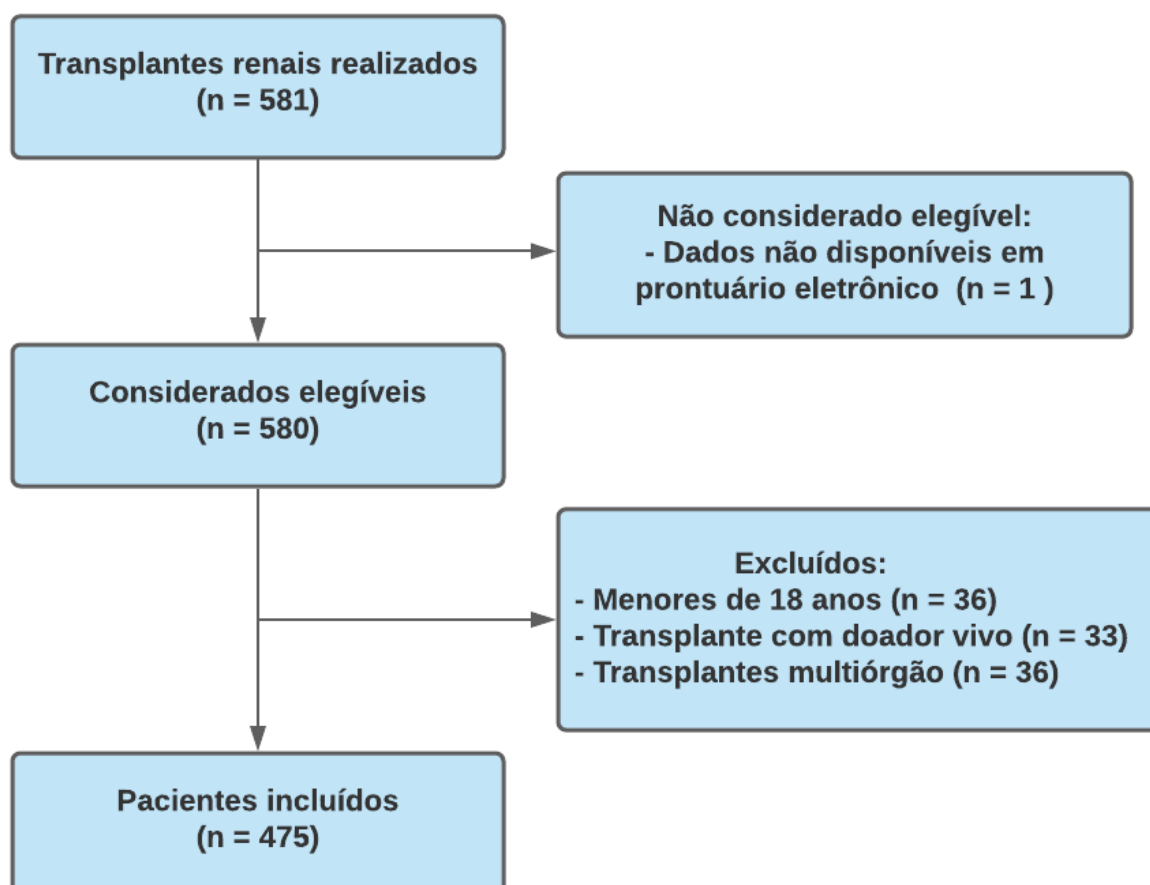 Transplantes renais realizados
(n = 581)
Não considerado elegível:
- Dados não disponíveis em
prontuário eletrônico  (n = 1 )
Considerados elegíveis
(n = 580)
Excluídos:
- Menores de 18 anos (n = 36)
- Transplante com doador vivo (n = 33)
- Transplantes multiórgão (n = 36)
Pacientes incluídos
(n = 475)